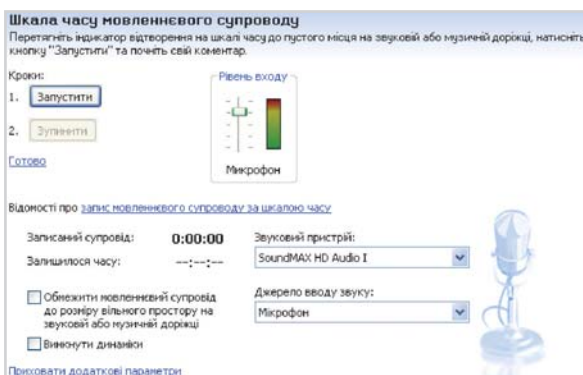 Шкала часу мовленнєвого супроводу
Перетягніть індикатор відтворення на шкалі часу до пустого місця на звуковій або музичній доріжці, натисніть
кнопку "Запустити" та почніть свій коментар.
Кроки:
Рівень входу
1. Запустити
2. Зупинити
Готово
Микрофон
Відомості про запис мовленнєвого супроводу за шкалою часу
Записаний супровід: 0:00:00
Звуковий пристрій:
Залишилося часу: --:--:--
SoundMAX HD Audio I
Обмежити мовленнєвий супровід
до розміру вільного простору на
звуковій або музичній доріжці
Джерело вводу звуку:
Мікрофон
Вимкнути динаміки
Приховати додаткові параметри